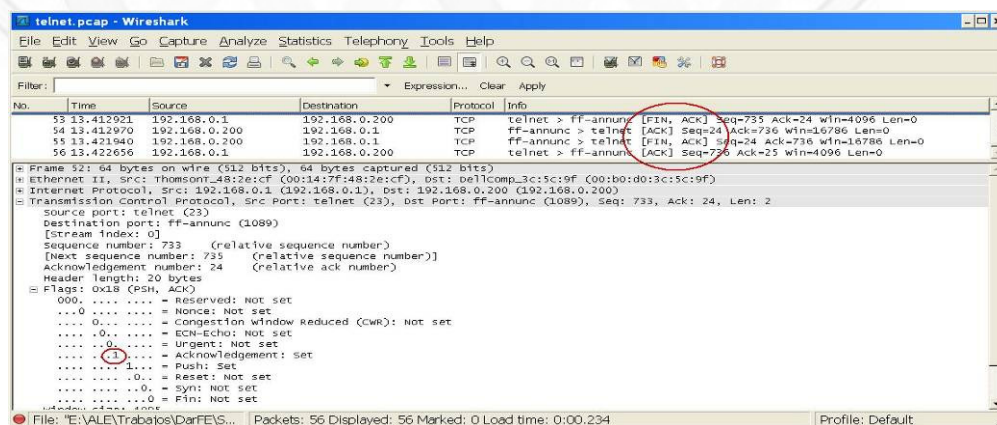 telnet.pcap - Wireshark
File Edit View Go Capture Analyze Statistics Telephony Tools Help
Filter: Expression... Clear Apply
No. Time Source Destination Protocol Info
53 13.412921 192.168.0.1 192.168.0.200 TCP telnet > ff-annunc [FIN, ACK] Seq=735 Ack=24 Win=4096 Len=0
54 13.412970 192.168.0.200 192.168.0.1 TCP ff-annunc > telnet [ACK] Seq=24 Ack=736 Win=16786 Len=0
55 13.421940 192.168.0.200 192.168.0.1 TCP ff-annunc > telnet [FIN, ACK] Seq=24 Ack=736 Win=16786 Len=0
56 13.422656 192.168.0.1 192.168.0.200 TCP telnet > ff-annunc [ACK] Seq=736 Ack=25 Win=4096 Len=0
Frame 52: 64 bytes on wire (512 bits), 64 bytes captured (512 bits)
Ethernet II, Src: ThomsonT_48:2e:cf (00:14:7f:48:2e:cf), Dst: DellComp_3c:5c:9f (00:b0:d0:3c:5c:9f)
Internet Protocol, Src: 192.168.0.1 (192.168.0.1), Dst: 192.168.0.200 (192.168.0.200)
Transmission Control Protocol, Src Port: telnet (23), Dst Port: ff-annunc (1089), Seq: 733, Ack: 24, Len: 2
Source port: telnet (23)
Destination port: ff-annunc (1089)
[Stream index: 0]
Sequence number: 733 (relative sequence number)
[Next sequence number: 735 (relative sequence number)]
Acknowledgement number: 24 (relative ack number)
Header length: 20 bytes
Flags: 0x18 (PSH, ACK)
000. .... .... = Reserved: Not set
...0 .... .... = Nonce: Not set
.... 0... .... = Congestion Window Reduced (CWR): Not set
.... .0.. .... = ECN-Echo: Not set
.... ..0. .... = Urgent: Not set
.... ...1 .... = Acknowledgement: Set
.... .... 1... = Push: Set
.... .... .0.. = Reset: Not set
.... .... ..0. = Syn: Not set
.... .... ...0 = Fin: Not set
File: "E:\ALE\Trabajos\DarFE\S... Packets: 56 Displayed: 56 Marked: 0 Load time: 0:00.234 Profile: Default